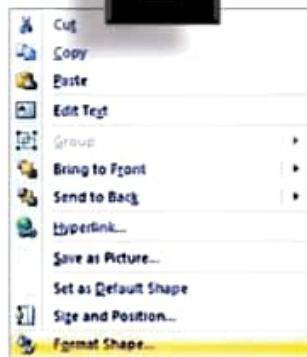 Cut
Copy
Paste
Edit Text
Group
Bring to Front
Send to Back
Hyperlink...
Save as Picture...
Set as Default Shape
Size and Position...
Format Shape...